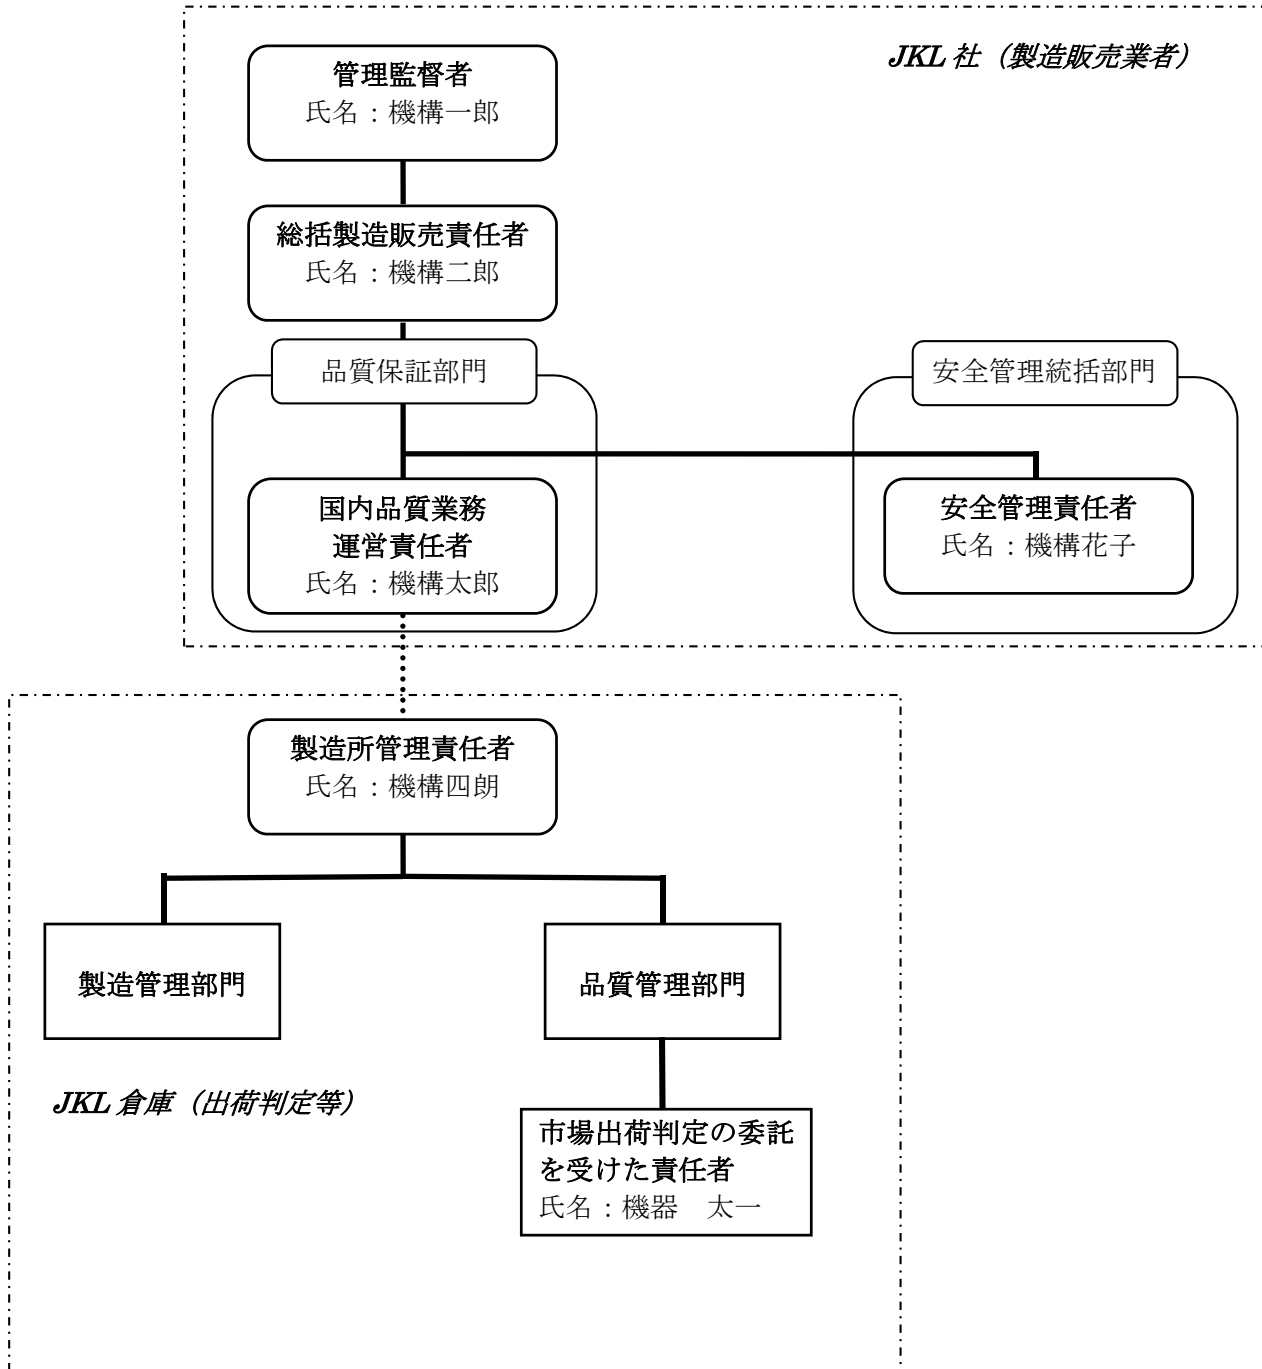 JKL 社（製造販売業者）
管理監督者
氏名：機構一郎
総括製造販売責任者
氏名：機構二郎
品質保証部門
安全管理統括部門
国内品質業務
運営責任者
氏名：機構太郎
安全管理責任者
氏名：機構花子
製造所管理責任者
氏名：機構四朗
製造管理部門
品質管理部門
JKL 倉庫（出荷判定等）
市場出荷判定の委託
を受けた責任者
氏名：機器　太一